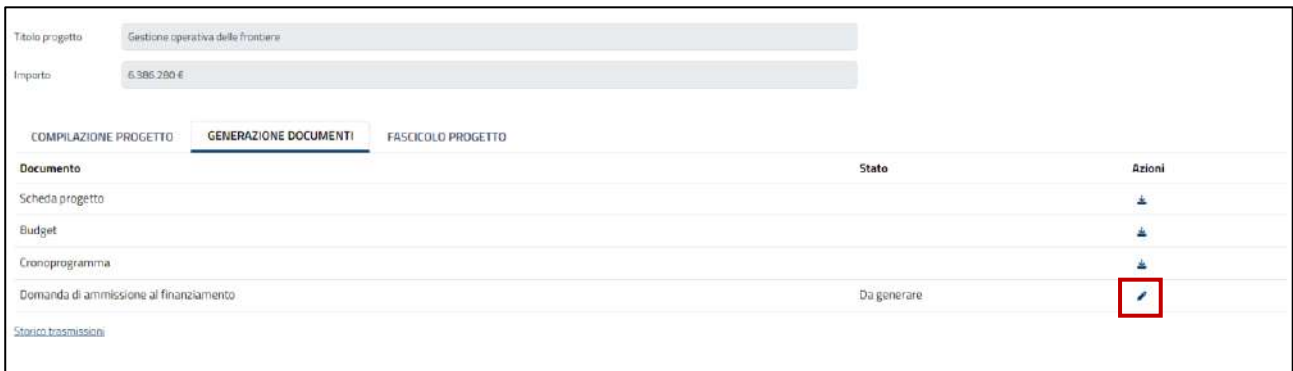 Titolo progetto Gestione operativa delle frontiere
Importo 6.386.280 €
COMPILAZIONE PROGETTO GENERAZIONE DOCUMENTI FASCICOLO PROGETTO
Documento Stato Azioni
Scheda progetto
Budget
Cronoprogramma
Domanda di ammissione al finanziamento Da generare
Storico trasmissioni